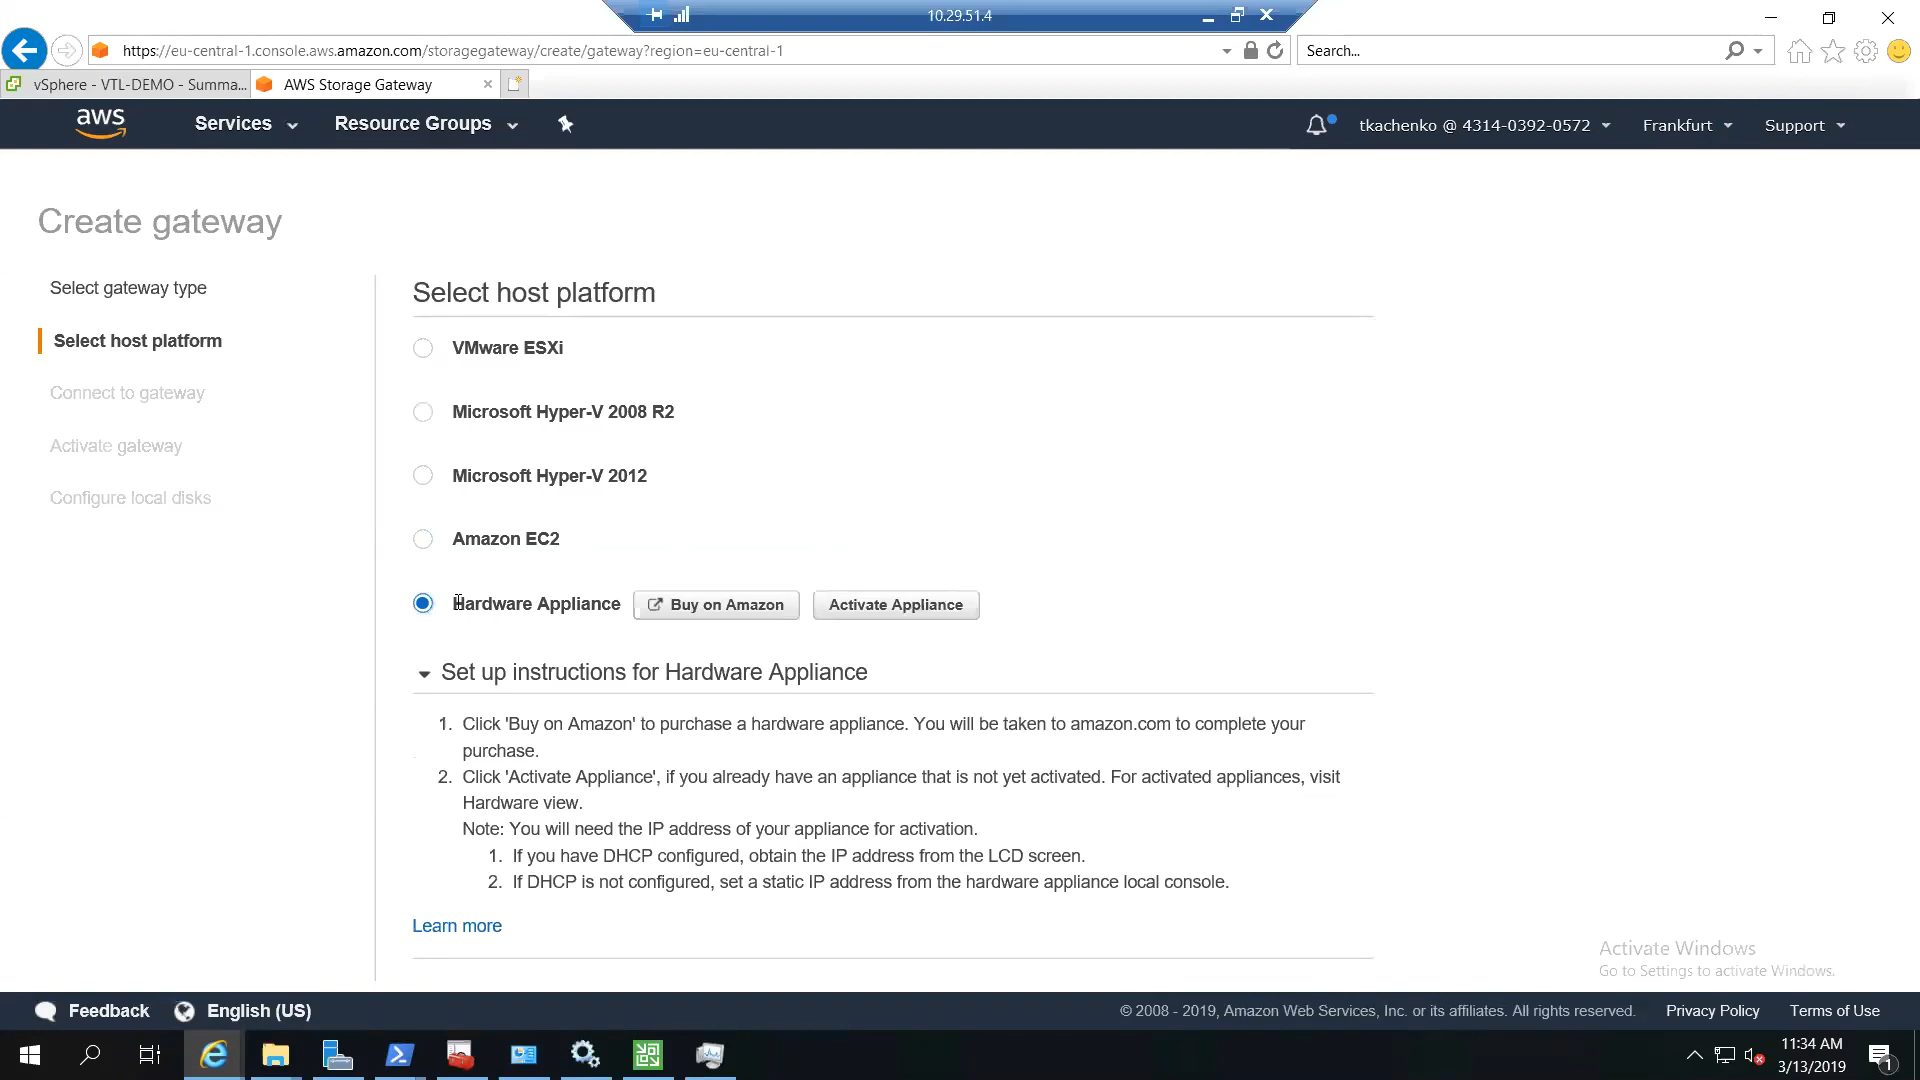 10.29.51.4
https://eu-central-1.console.aws.amazon.com/storagegateway/create/gateway?region=eu-central-1
Search...
vSphere - VTL-DEMO - Summa...
AWS Storage Gateway
aws
Services
Resource Groups
tkachenko @ 4314-0392-0572
Frankfurt
Support
Create gateway
Select gateway type
Select host platform
Connect to gateway
Activate gateway
Configure local disks
Select host platform
VMware ESXi
Microsoft Hyper-V 2008 R2
Microsoft Hyper-V 2012
Amazon EC2
Hardware Appliance
Buy on Amazon
Activate Appliance
Set up instructions for Hardware Appliance
1. Click 'Buy on Amazon' to purchase a hardware appliance. You will be taken to amazon.com to complete your
purchase.
2. Click 'Activate Appliance', if you already have an appliance that is not yet activated. For activated appliances, visit
Hardware view.
Note: You will need the IP address of your appliance for activation.
1. If you have DHCP configured, obtain the IP address from the LCD screen.
2. If DHCP is not configured, set a static IP address from the hardware appliance local console.
Learn more
Activate Windows
Go to Settings to activate Windows.
Feedback
English (US)
© 2008 - 2019, Amazon Web Services, Inc. or its affiliates. All rights reserved.
Privacy Policy
Terms of Use
11:34 AM
3/13/2019
1